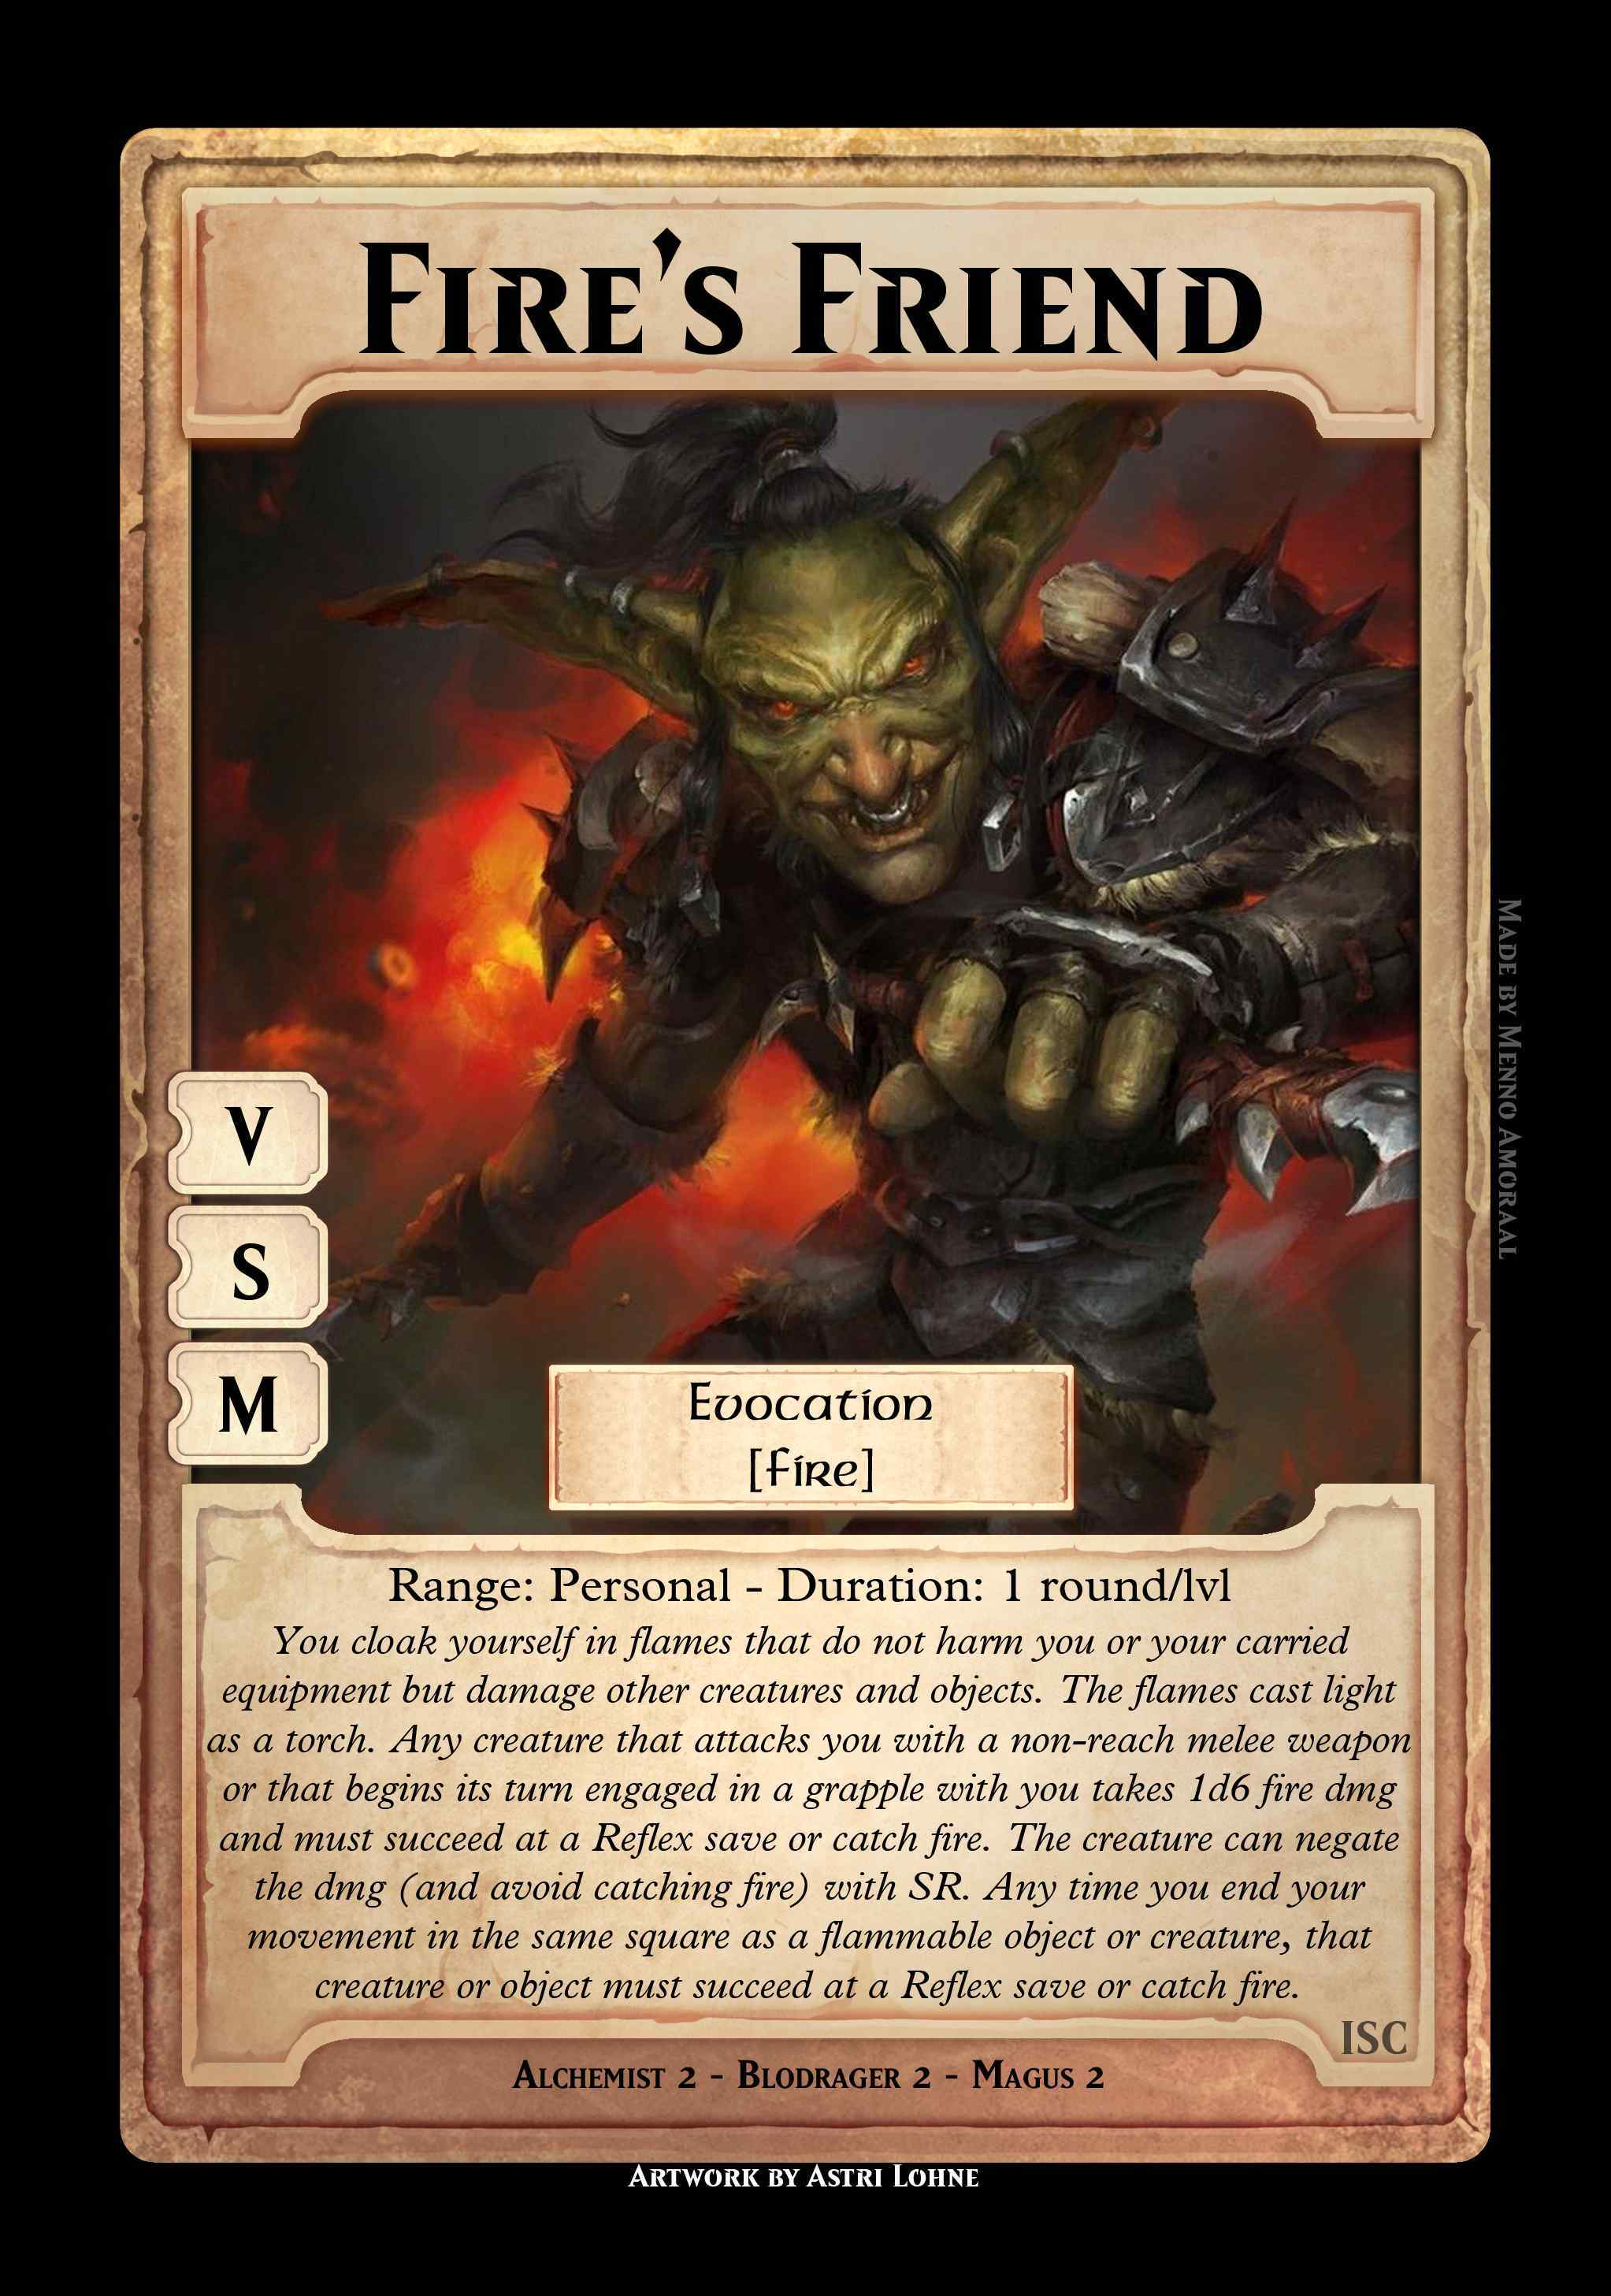 Fire's Friend
V
S
M
Evocation
[Fire]
Range: Personal - Duration: 1 round/lvl
You cloak yourself in flames that do not harm you or your carried
equipment but damage other creatures and objects. The flames cast light
as a torch. Any creature that attacks you with a non-reach melee weapon
or that begins its turn engaged in a grapple with you takes 1d6 fire dmg
and must succeed at a Reflex save or catch fire. The creature can negate
the dmg (and avoid catching fire) with SR. Any time you end your
movement in the same square as a flammable object or creature, that
creature or object must succeed at a Reflex save or catch fire.
ISC
Alchemist 2 - Blodrager 2 - Magus 2
Artwork by Astri Lohne
Made by Menno Amoraal